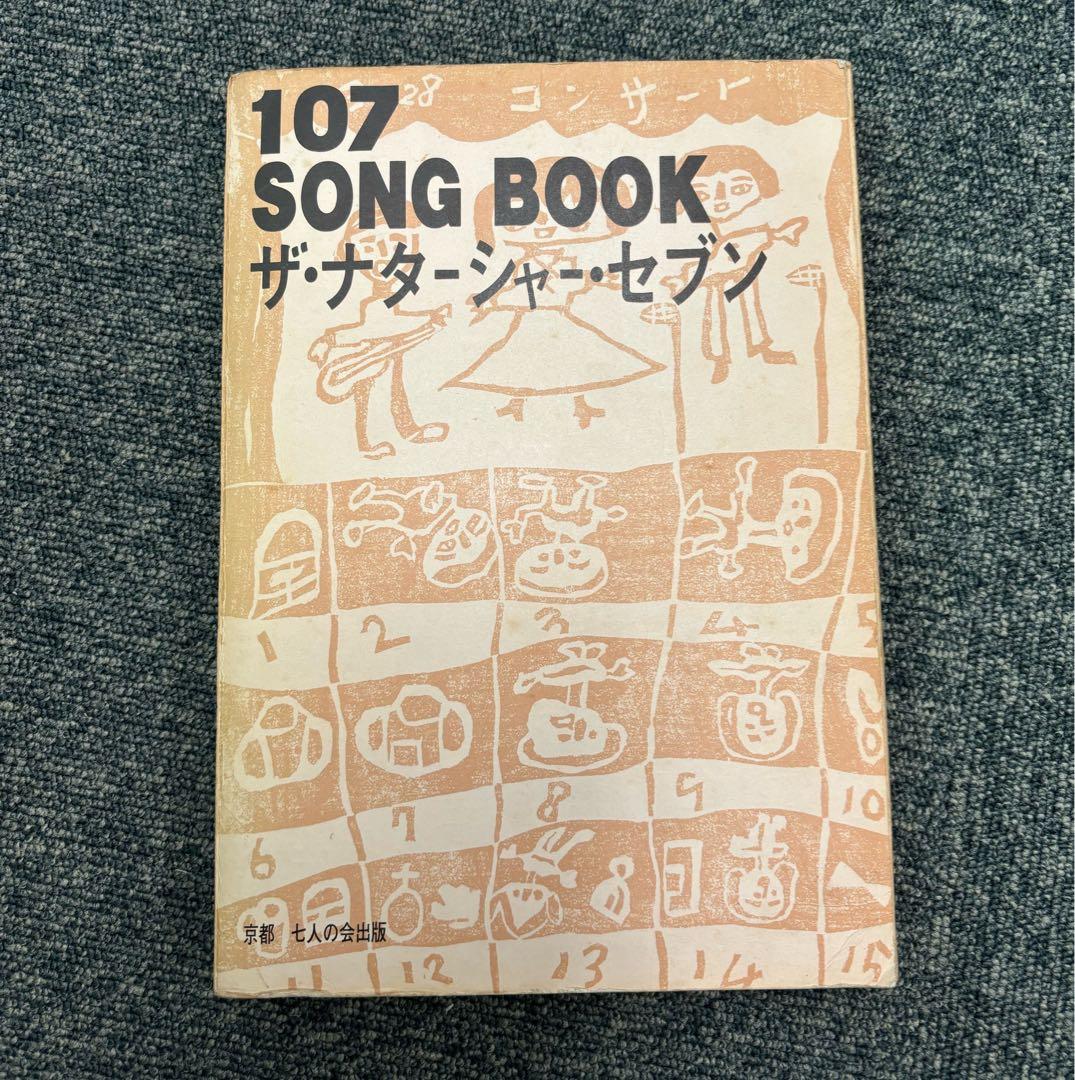 28 コンサート
107
SONG BOOK
ザ・ナターシャー・セブン
1 2 3 4 5
6 7 8 9 10
11 12 13 14 15
京都 七人の会出版